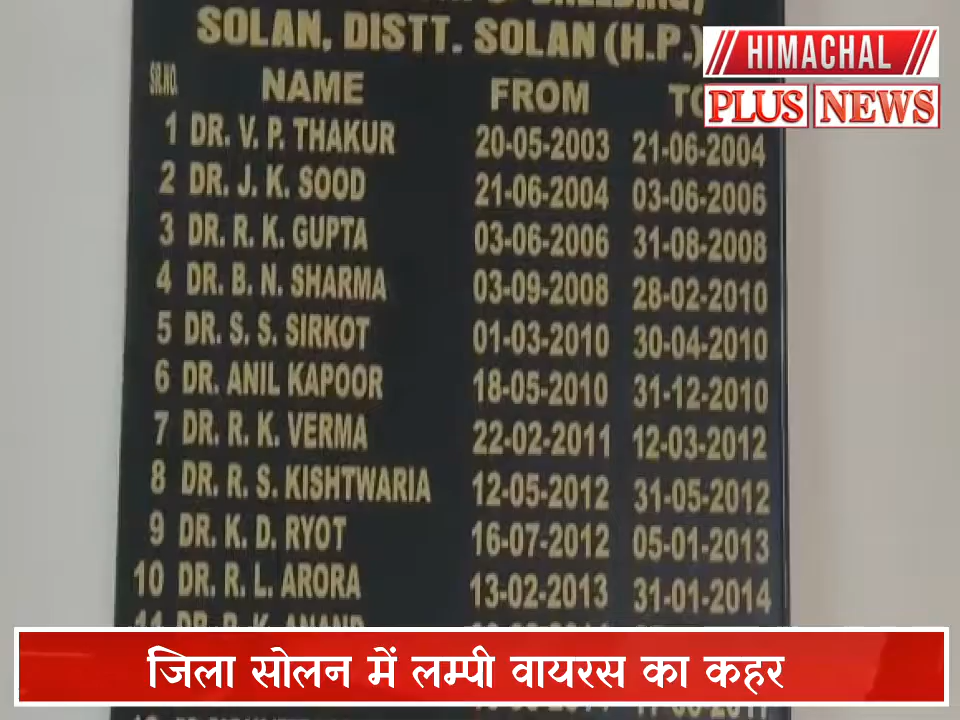 SOLAN, DISTT. SOLAN (H.P.)
HIMACHAL
PLUS NEWS
SR.NO. NAME FROM
1 DR. V. P. THAKUR 20-05-2003 21-06-2004
2 DR. J. K. SOOD 21-06-2004 03-06-2006
3 DR. R. K. GUPTA 03-06-2006 31-08-2008
4 DR. B. N. SHARMA 03-09-2008 28-02-2010
5 DR. S. S. SIRKOT 01-03-2010 30-04-2010
6 DR. ANIL KAPOOR 18-05-2010 31-12-2010
7 DR. R. K. VERMA 22-02-2011 12-03-2012
8 DR. R. S. KISHTWARIA 12-05-2012 31-05-2012
9 DR. K. D. RYOT 16-07-2012 05-01-2013
10 DR. R. L. ARORA 13-02-2013 31-01-2014
जिला सोलन में लम्पी वायरस का कहर